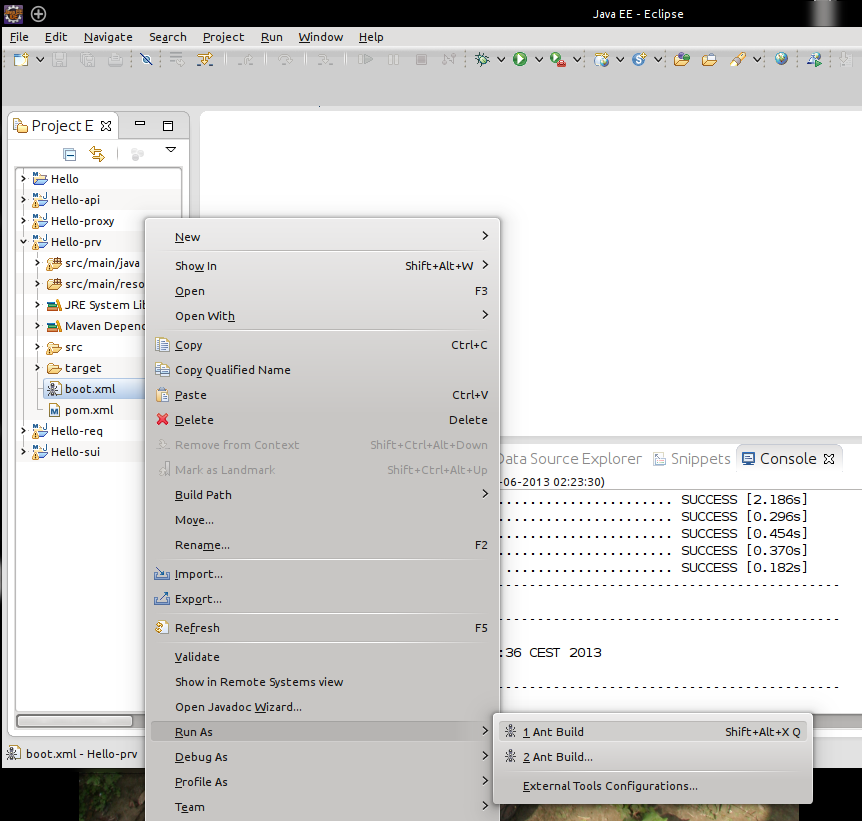 Java EE - Eclipse
File Edit Navigate Search Project Run Window Help
Project E
Hello
Hello-api
Hello-proxy
Hello-prv
src/main/java
src/main/reso
JRE System Lib
Maven Depend
src
target
boot.xml
pom.xml
Hello-req
Hello-sui
New
Show In Shift+Alt+W
Open F3
Open With
Copy Ctrl+C
Copy Qualified Name
Paste Ctrl+V
Delete Delete
Remove from Context Shift+Ctrl+Alt+Down
Mark as Landmark Shift+Ctrl+Alt+Up
Build Path
Move...
Rename... F2
Import...
Export...
Refresh F5
Validate
Show in Remote Systems view
Open Javadoc Wizard...
Run As
Debug As
Profile As
Team
1 Ant Build Shift+Alt+X Q
2 Ant Build...
External Tools Configurations...
Data Source Explorer Snippets Console
-06-2013 02:23:30)
...................... SUCCESS [2.186s]
...................... SUCCESS [0.296s]
...................... SUCCESS [0.454s]
...................... SUCCESS [0.370s]
...................... SUCCESS [0.182s]
------------------------------------------
------------------------------------------
:36 CEST 2013
------------------------------------------
boot.xml - Hello-prv